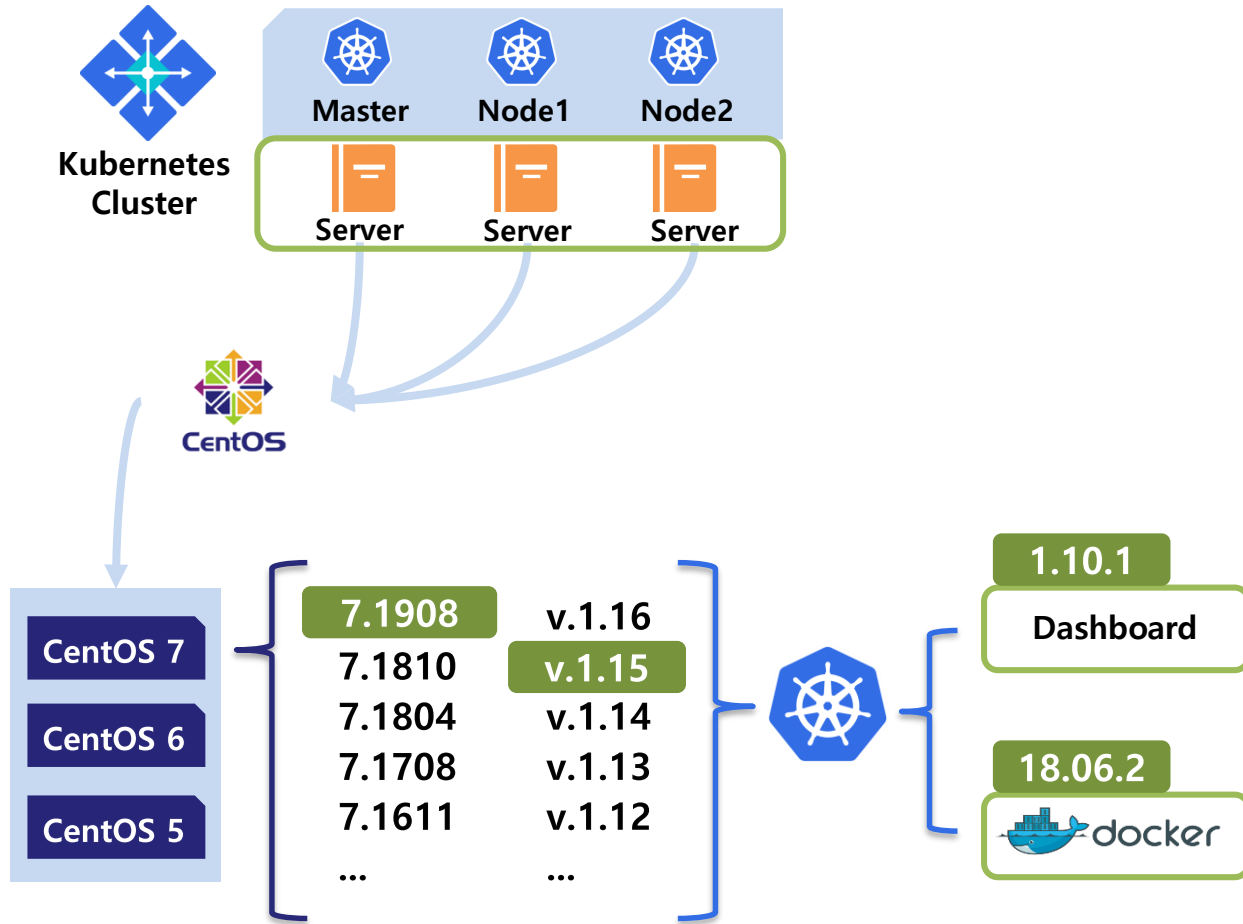 Kubernetes
Cluster
Master
Node1
Node2
Server
Server
Server
CentOS
CentOS 7
CentOS 6
CentOS 5
7.1908
7.1810
7.1804
7.1708
7.1611
...
v.1.16
v.1.15
v.1.14
v.1.13
v.1.12
...
1.10.1
Dashboard
18.06.2
docker